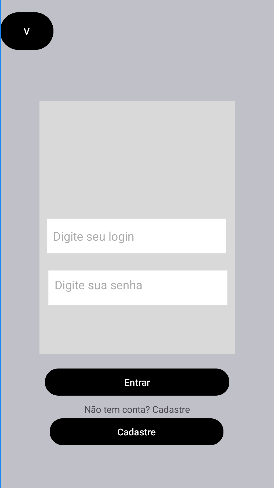 V
Digite seu login
Digite sua senha
Entrar
Não tem conta? Cadastre
Cadastre